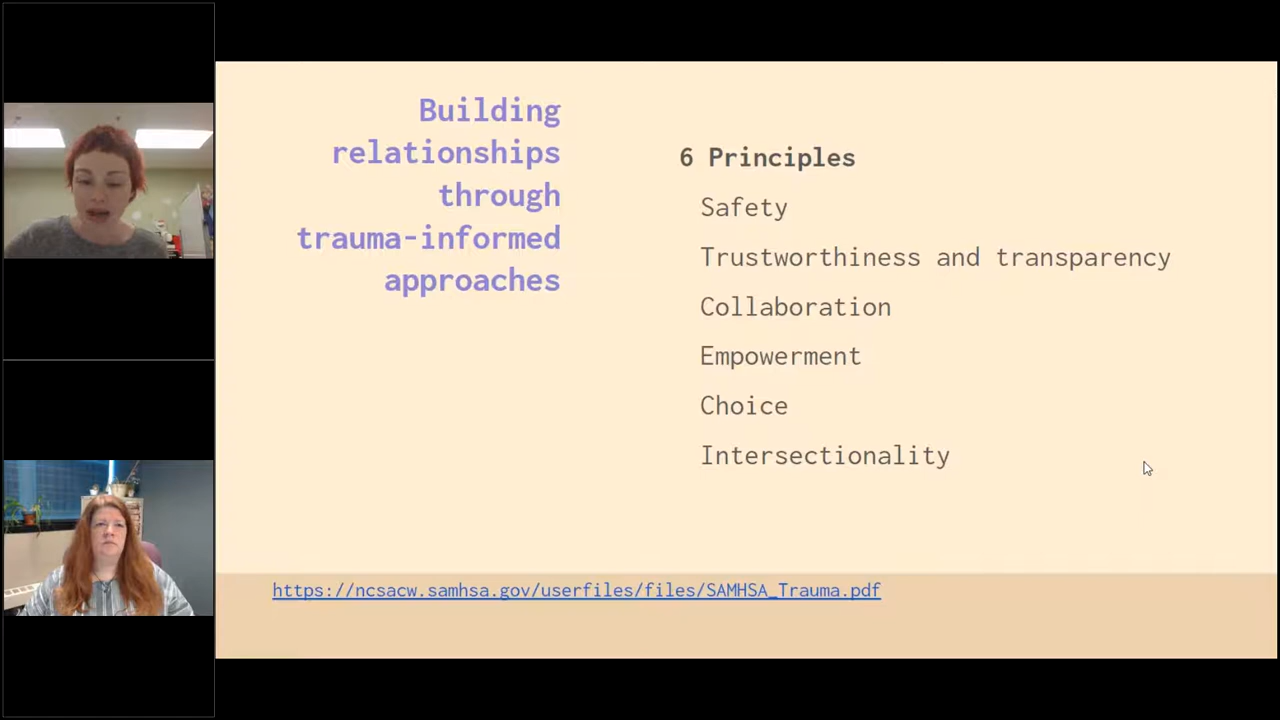 Building
relationships
through
trauma-informed
approaches
6 Principles
Safety
Trustworthiness and transparency
Collaboration
Empowerment
Choice
Intersectionality
https://ncsacw.samhsa.gov/userfiles/files/SAMHSA_Trauma.pdf